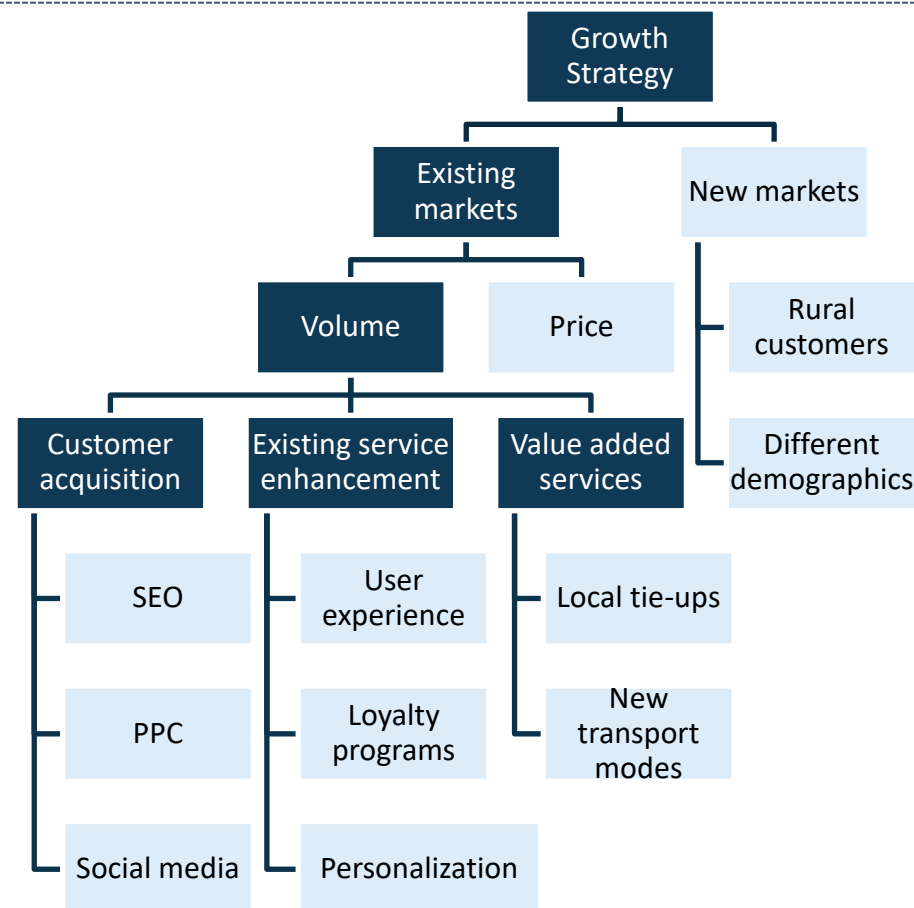 Growth
Strategy
Existing
markets
New markets
Volume
Price
Rural
customers
Customer
acquisition
Existing service
enhancement
Value added
services
Different
demographics
SEO
User
experience
Local tie-ups
PPC
Loyalty
programs
New
transport
modes
Social media
Personalization